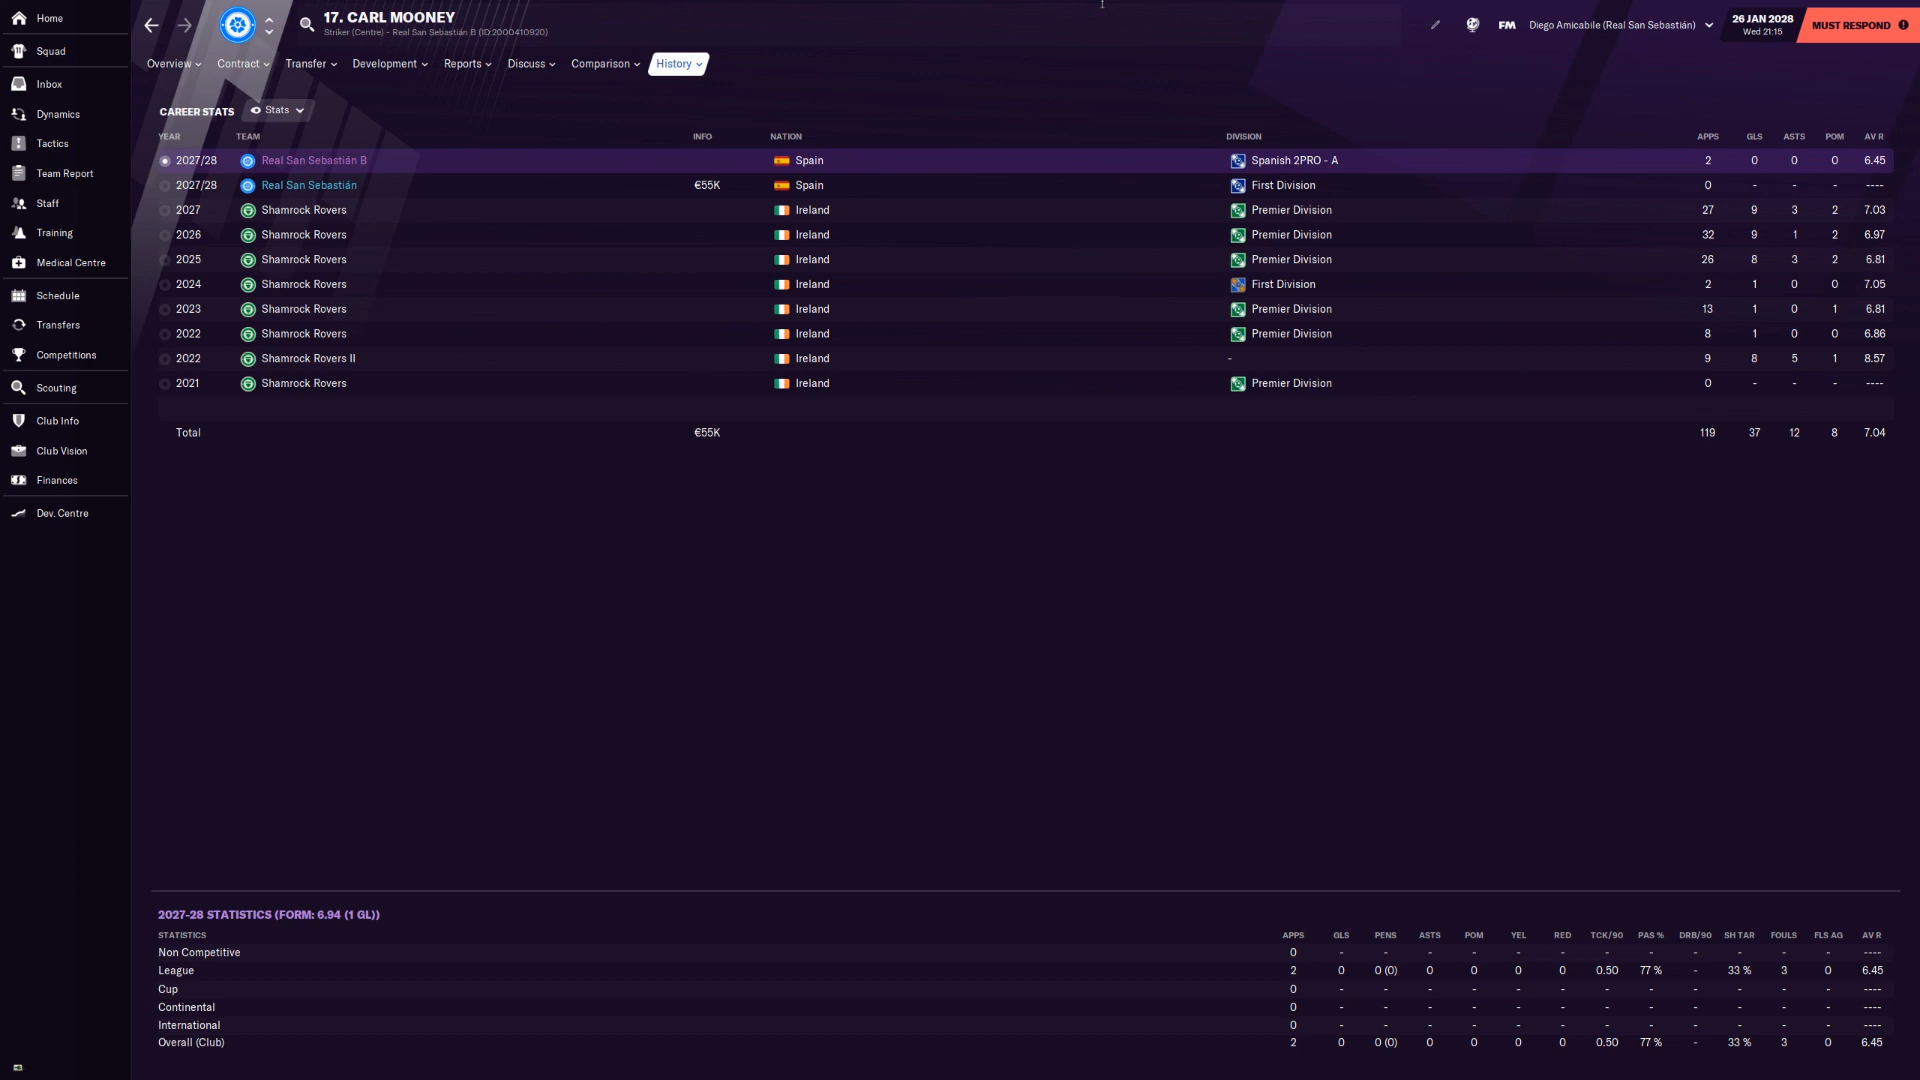 Home
Squad
Inbox
Dynamics
Tactics
Team Report
Staff
Training
Medical Centre
Schedule
Transfers
Competitions
Scouting
Club Info
Club Vision
Finances
Dev. Centre
17. CARL MOONEY
Striker (Centre) - Real San Sebastián B (ID:2000410920)
FM Diego Amicabile (Real San Sebastián)
26 JAN 2028
Wed 21:15
MUST RESPOND
Overview Contract Transfer Development Reports Discuss Comparison History
CAREER STATS Stats
YEAR TEAM INFO NATION DIVISION APPS GLS ASTS POM AV R
2027/28 Real San Sebastián B Spain Spanish 2PRO - A 2 0 0 0 6.45
2027/28 Real San Sebastián €55K Spain First Division 0 - - - ----
2027 Shamrock Rovers Ireland Premier Division 27 9 3 2 7.03
2026 Shamrock Rovers Ireland Premier Division 32 9 1 2 6.97
2025 Shamrock Rovers Ireland Premier Division 26 8 3 2 6.81
2024 Shamrock Rovers Ireland First Division 2 1 0 0 7.05
2023 Shamrock Rovers Ireland Premier Division 13 1 0 1 6.81
2022 Shamrock Rovers Ireland Premier Division 8 1 0 0 6.86
2022 Shamrock Rovers II Ireland - 9 8 5 1 8.57
2021 Shamrock Rovers Ireland Premier Division 0 - - - ----
Total €55K 119 37 12 8 7.04
2027-28 STATISTICS (FORM: 6.94 (1 GL))
STATISTICS APPS GLS PENS ASTS POM YEL RED TCK/90 PAS % DRB/90 SH TAR FOULS FLS AG AV R
Non Competitive 0 - - - - - - - - - - - - ----
League 2 0 0 (0) 0 0 0 0 0.50 77 % - 33 % 3 0 6.45
Cup 0 - - - - - - - - - - - - ----
Continental 0 - - - - - - - - - - - - ----
International 0 - - - - - - - - - - - - ----
Overall (Club) 2 0 0 (0) 0 0 0 0 0.50 77 % - 33 % 3 0 6.45